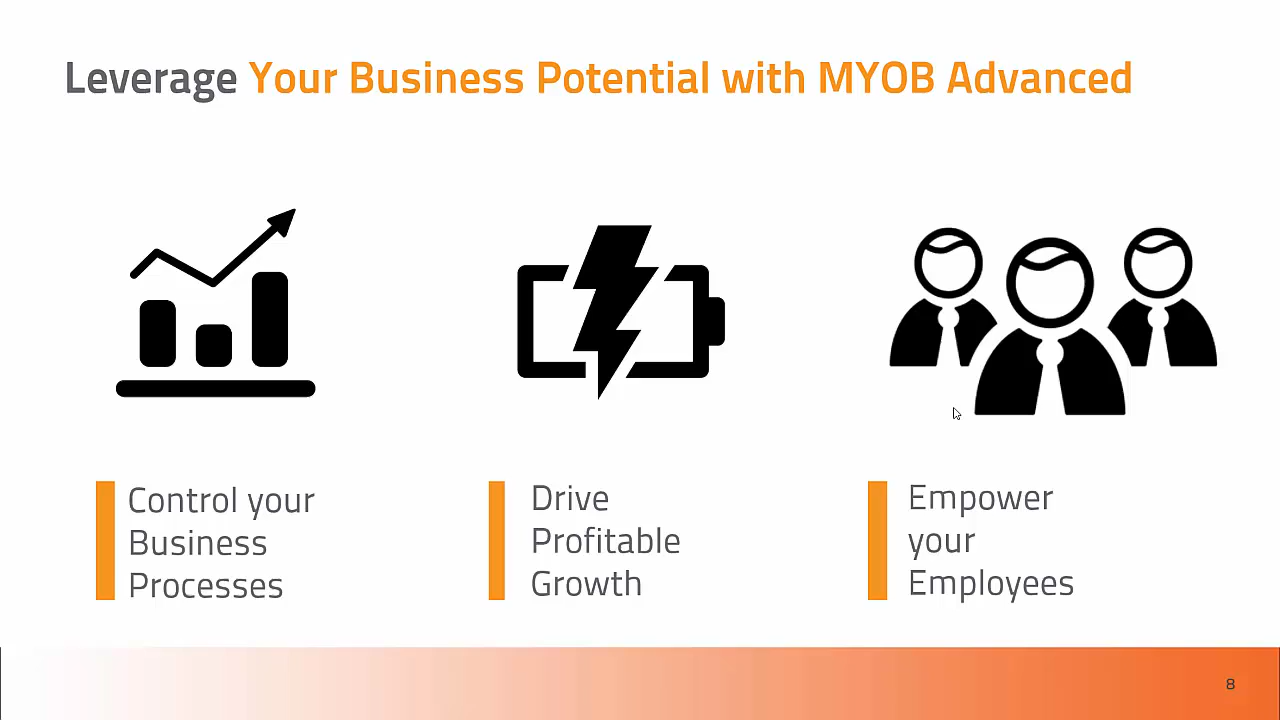 Leverage Your Business Potential with MYOB Advanced
Control your
Business
Processes
Drive
Profitable
Growth
Empower
your
Employees
8